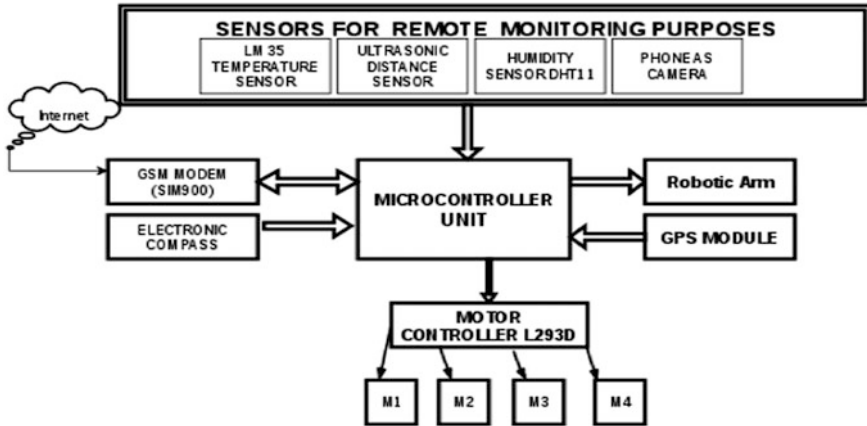 SENSORS FOR REMOTE MONITORING PURPOSES
LM 35
TEMPERATURE
SENSOR
ULTRASONIC
DISTANCE
SENSOR
HUMIDITY
SENSOR DHT11
PHONE AS
CAMERA
Internet
GSM MODEM
(SIM900)
MICROCONTROLLER
UNIT
Robotic Arm
ELECTRONIC
COMPASS
GPS MODULE
MOTOR
CONTROLLER L293D
M1
M2
M3
M4